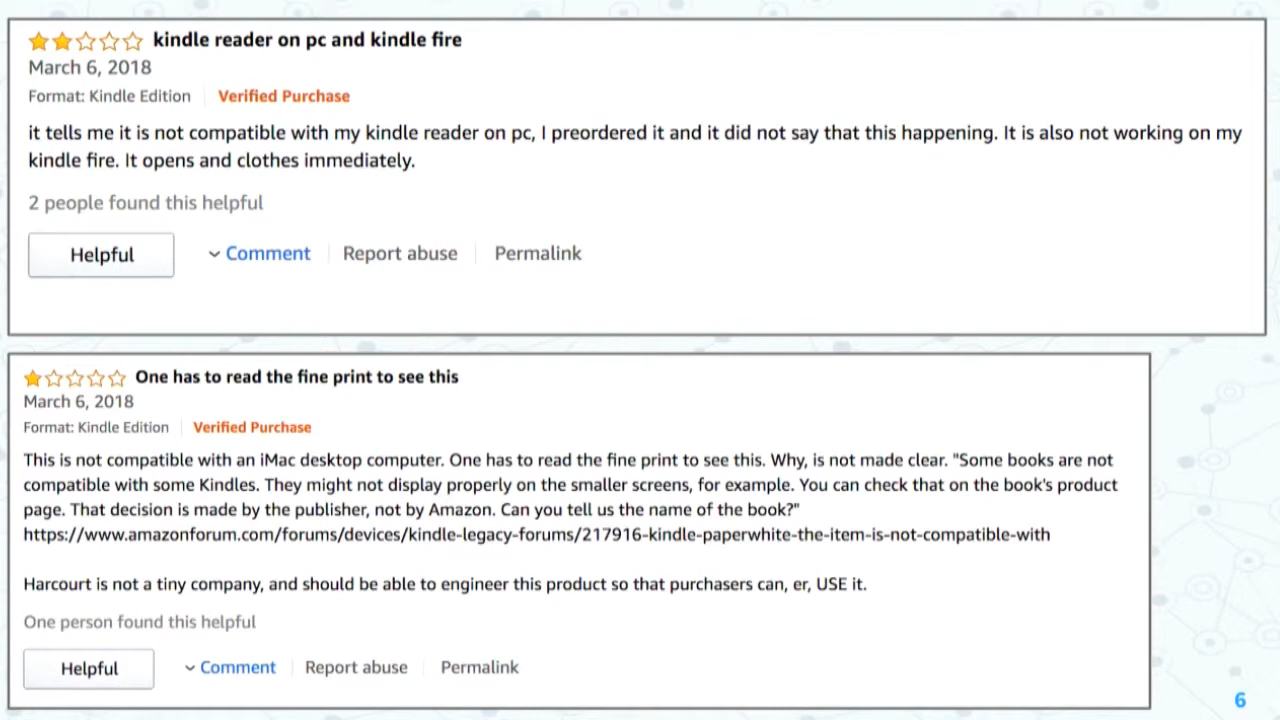 kindle reader on pc and kindle fire
March 6, 2018
Format: Kindle Edition Verified Purchase
it tells me it is not compatible with my kindle reader on pc, I preordered it and it did not say that this happening. It is also not working on my
kindle fire. It opens and clothes immediately.
2 people found this helpful
Helpful Comment Report abuse Permalink
One has to read the fine print to see this
March 6, 2018
Format: Kindle Edition Verified Purchase
This is not compatible with an iMac desktop computer. One has to read the fine print to see this. Why, is not made clear. "Some books are not
compatible with some Kindles. They might not display properly on the smaller screens, for example. You can check that on the book's product
page. That decision is made by the publisher, not by Amazon. Can you tell us the name of the book?"
https://www.amazonforum.com/forums/devices/kindle-legacy-forums/217916-kindle-paperwhite-the-item-is-not-compatible-with
Harcourt is not a tiny company, and should be able to engineer this product so that purchasers can, er, USE it.
One person found this helpful
Helpful Comment Report abuse Permalink
6